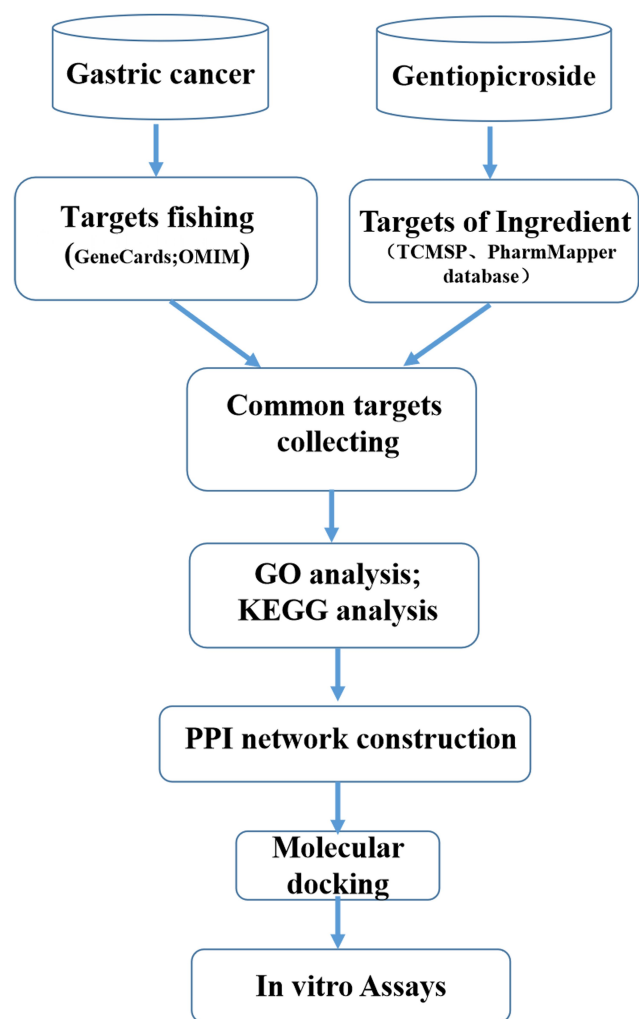 Gastric cancer
Gentiopicroside
Targets fishing
(GeneCards;OMIM)
Targets of Ingredient
（TCMSP、PharmMapper
database）
Common targets
collecting
GO analysis;
KEGG analysis
PPI network construction
Molecular
docking
In vitro Assays